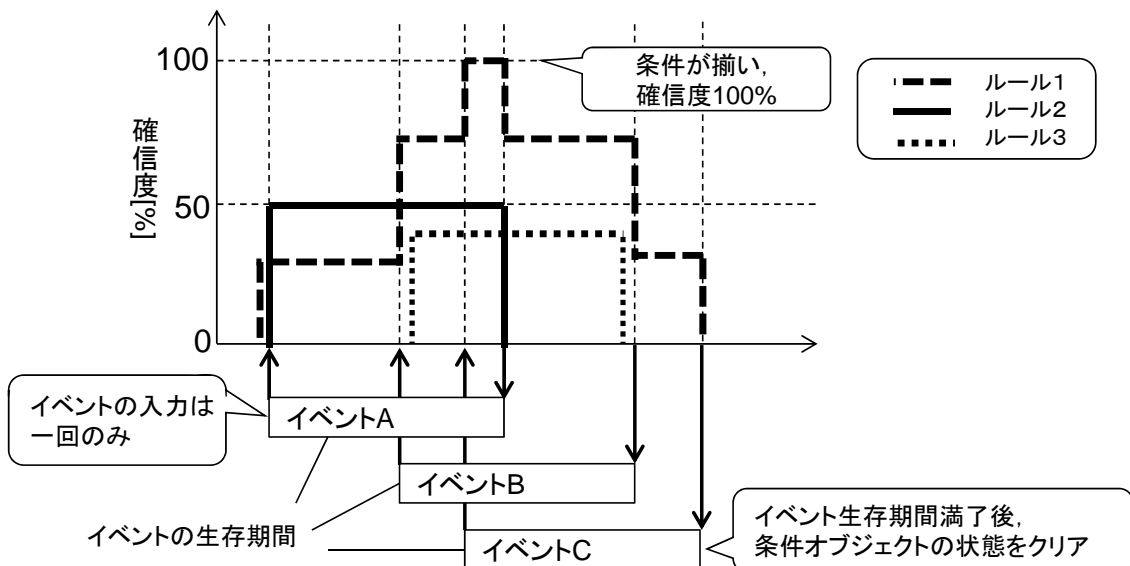 100
条件が揃い，
確信度100%
ルール1
ルール2
ルール3
確信度
[%]
50
0
イベントの入力は
一回のみ
イベントA
イベントB
イベントの生存期間
イベントC
イベント生存期間満了後，
条件オブジェクトの状態をクリア